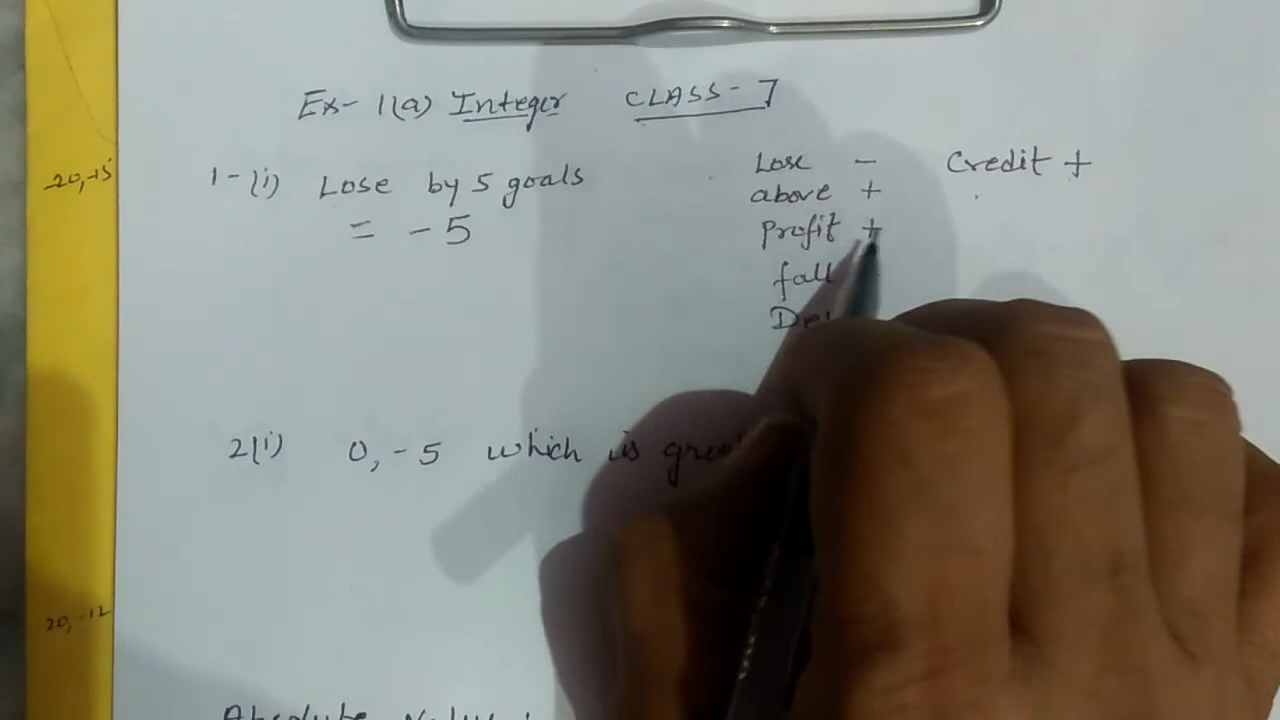 Ex- 1(a) Integer CLASS- 7
1-(i) Lose by 5 goals
= -5
Lose -
above +
Profit +
fall
Credit +
2(i) 0, -5 which is
20, -15
20, -12
Absolute